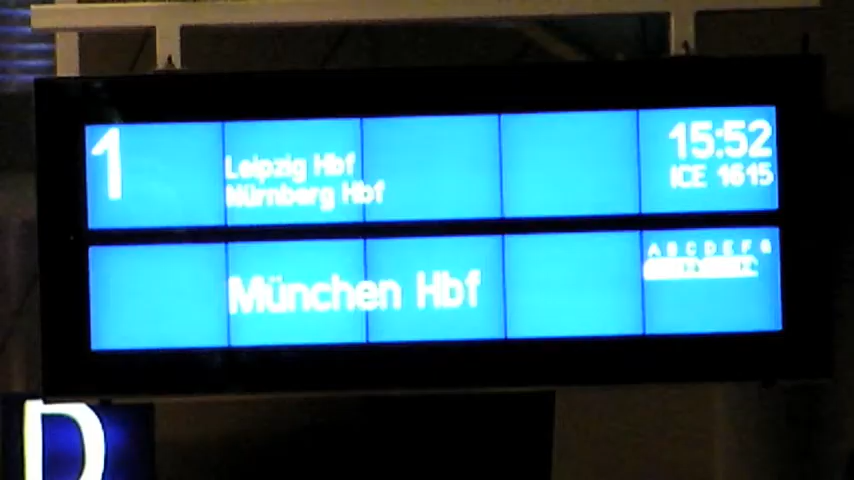 1
15:52
Leipzig Hbf
ICE 1615
Nürnberg Hbf
A B C D E F G
München Hbf
D